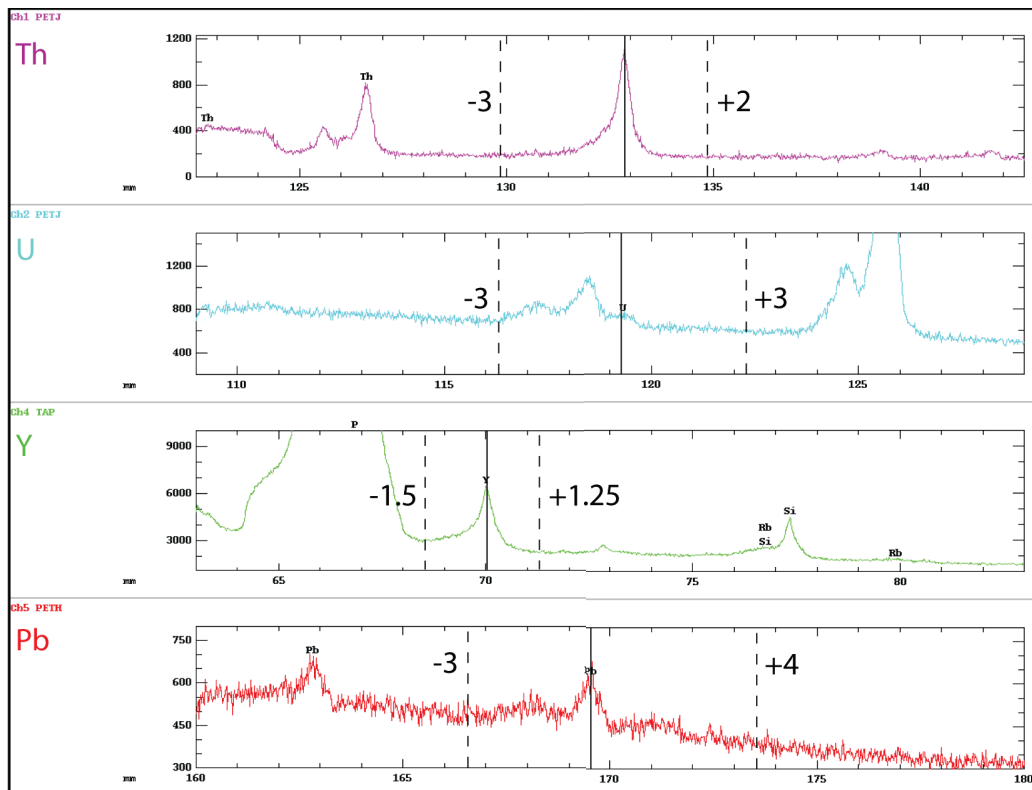 Ch1 PETJ
Th
1200
800
400
0
Th
Th
-3
+2
mm
125
130
135
140
Ch2 PETJ
U
1200
800
400
-3
U
+3
mm
110
115
120
125
Ch4 TAP
Y
9000
6000
3000
P
-1.5
Y
+1.25
Rb
Si
Si
Rb
mm
65
70
75
80
Ch5 PETH
Pb
750
600
450
300
Pb
-3
Pb
+4
mm
160
165
170
175
180